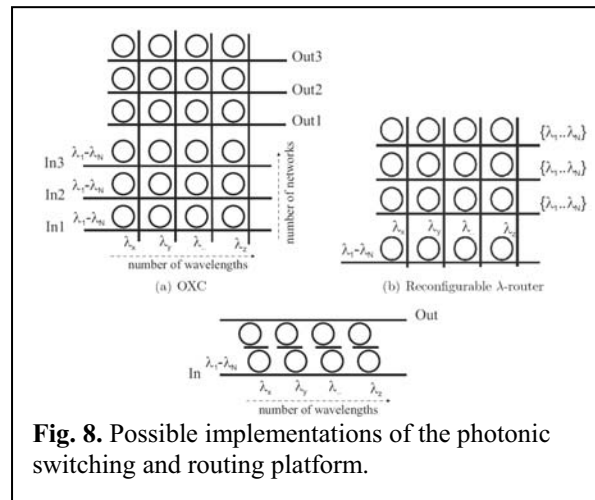 Out3
Out2
Out1
In3 λ₁-λN
In2 λ₁-λN
In1 λ₁-λN
number of networks
λx λy λ.. λz
number of wavelengths
(a) OXC
{λ₁..λN}
{λ₁..λN}
{λ₁..λN}
λx λy λ.. λz
λ₁-λN
(b) Reconfigurable λ-router
Out
In λ₁-λN
λx λy λ.. λz
number of wavelengths
Fig. 8. Possible implementations of the photonic
switching and routing platform.